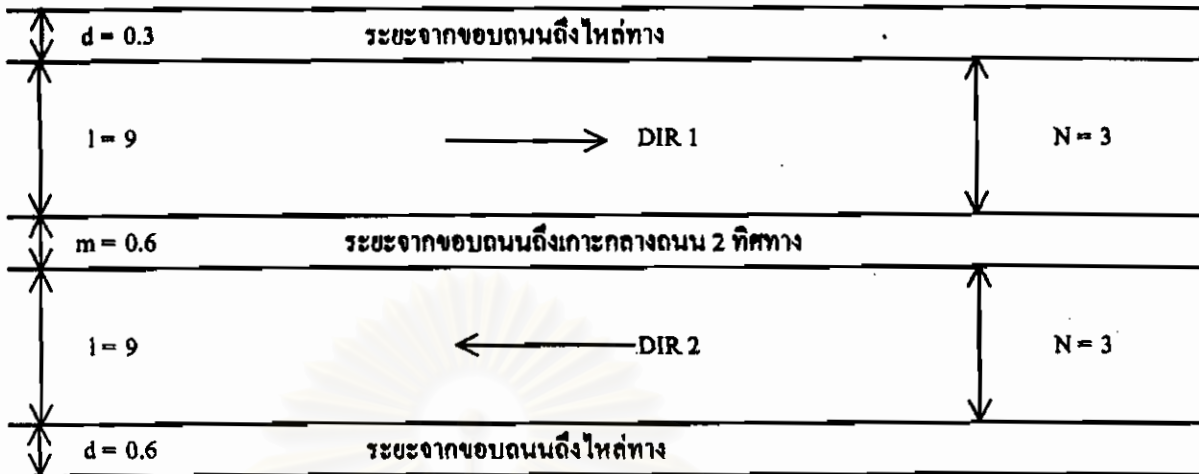 d = 0.3 ระยะจากขอบถนนถึงไหล่ทาง
l = 9 DIR 1 N = 3
m = 0.6 ระยะจากขอบถนนถึงเกาะกลางถนน 2 ทิศทาง
l = 9 DIR 2 N = 3
d = 0.6 ระยะจากขอบถนนถึงไหล่ทาง